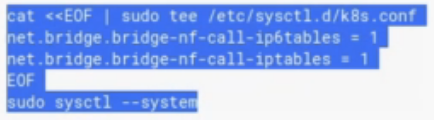 cat <<EOF | sudo tee /etc/sysctl.d/k8s.conf
net.bridge.bridge-nf-call-ip6tables = 1
net.bridge.bridge-nf-call-iptables = 1
EOF
sudo sysctl --system